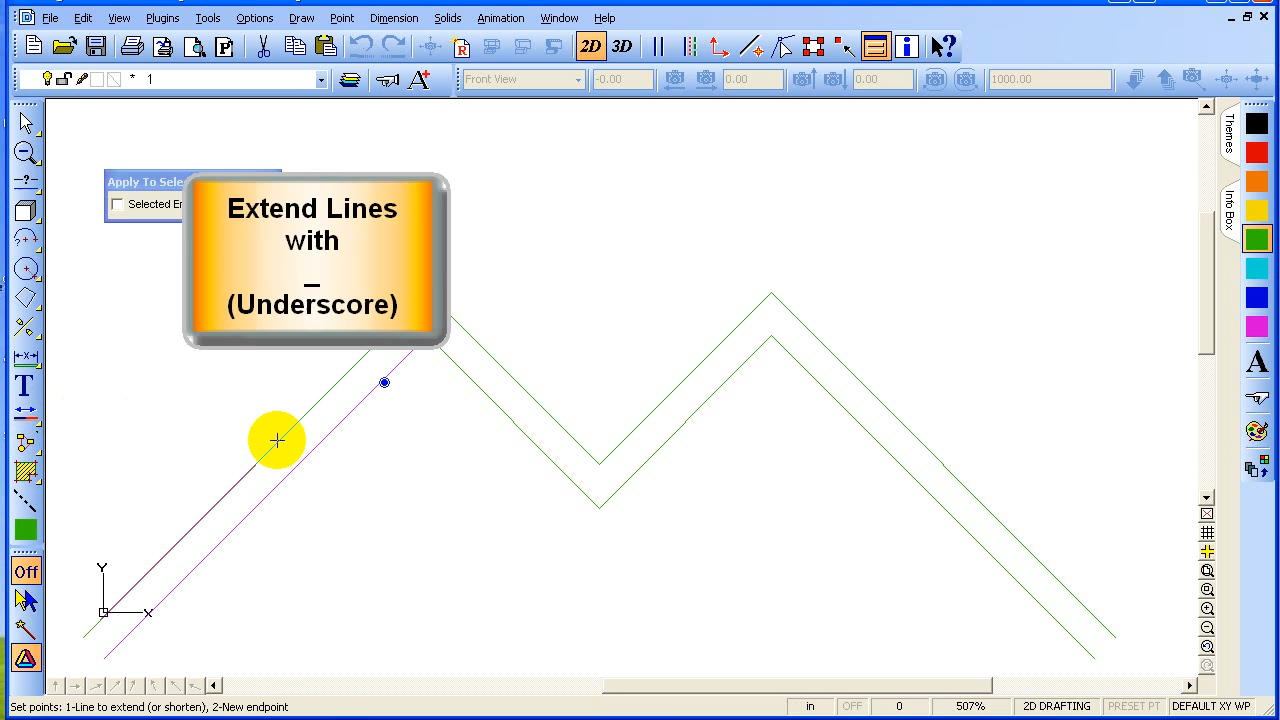 File Edit View Plugins Tools Options Draw Point Dimension Solids Animation Window Help
2D 3D
* 1
Front View -0.00 0.00 0.00 1000.00
Themes
Info Box
Apply To Sele
Selected En
Extend Lines
with
_
(Underscore)
T
A
Off
Y
X
Set points: 1-Line to extend (or shorten), 2-New endpoint
in OFF 0 507% 2D DRAFTING PRESET PT DEFAULT XY WP